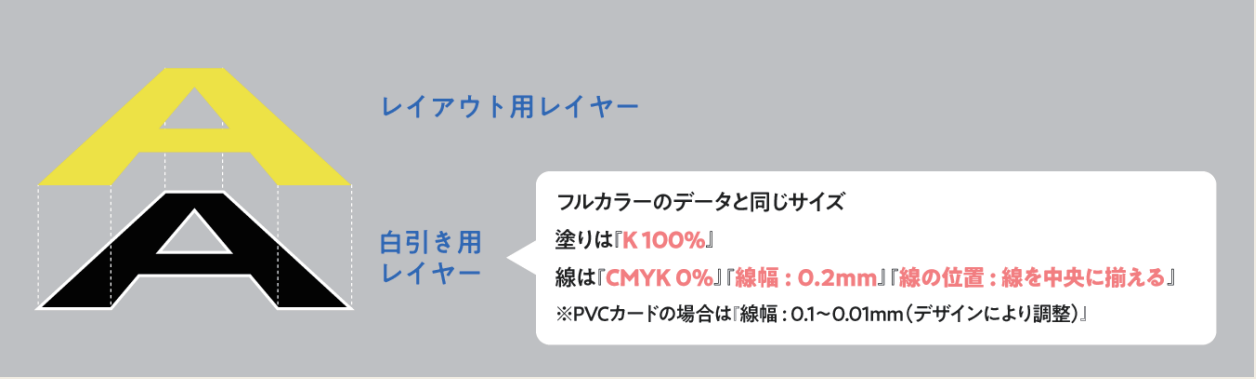 A
レイアウト用レイヤー
A
白引き用
レイヤー
フルカラーのデータと同じサイズ
塗りは『K 100%』
線は『CMYK 0%』『線幅：0.2mm』『線の位置：線を中央に揃える』
※PVCカードの場合は『線幅：0.1〜0.01mm（デザインにより調整）』